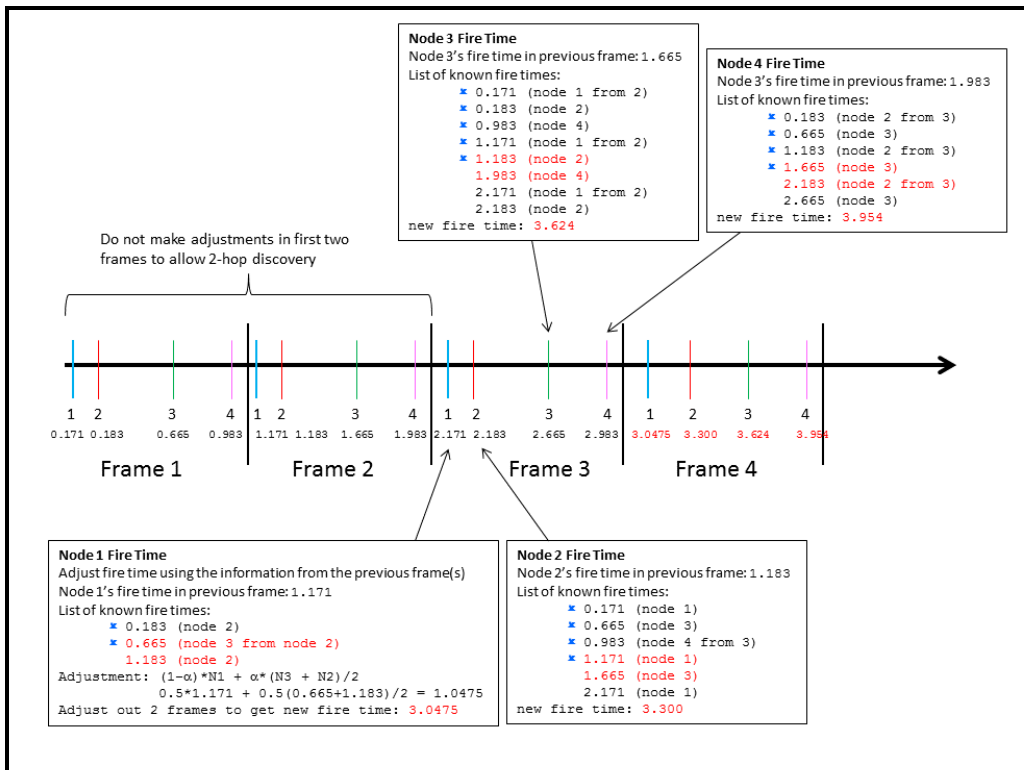 Node 3 Fire Time
Node 3's fire time in previous frame: 1.665
List of known fire times:
0.171 (node 1 from 2)
0.183 (node 2)
0.983 (node 4)
1.171 (node 1 from 2)
1.183 (node 2)
1.983 (node 4)
2.171 (node 1 from 2)
2.183 (node 2)
new fire time: 3.624
Node 4 Fire Time
Node 3's fire time in previous frame: 1.983
List of known fire times:
0.183 (node 2 from 3)
0.665 (node 3)
1.183 (node 2 from 3)
1.665 (node 3)
2.183 (node 2 from 3)
2.665 (node 3)
new fire time: 3.954
Do not make adjustments in first two
frames to allow 2-hop discovery
1 2 3 4 1 2 3 4 1 2 3 4 1 2 3 4
0.171 0.183 0.665 0.983 1.171 1.183 1.665 1.983 2.171 2.183 2.665 2.983 3.0475 3.300 3.624 3.954
Frame 1 Frame 2 Frame 3 Frame 4
Node 1 Fire Time
Adjust fire time using the information from the previous frame(s)
Node 1's fire time in previous frame: 1.171
List of known fire times:
0.183 (node 2)
0.665 (node 3 from node 2)
1.183 (node 2)
Adjustment: (1-α)*N1 + α*(N3 + N2)/2
0.5*1.171 + 0.5(0.665+1.183)/2 = 1.0475
Adjust out 2 frames to get new fire time: 3.0475
Node 2 Fire Time
Node 2's fire time in previous frame: 1.183
List of known fire times:
0.171 (node 1)
0.665 (node 3)
0.983 (node 4 from 3)
1.171 (node 1)
1.665 (node 3)
2.171 (node 1)
new fire time: 3.300